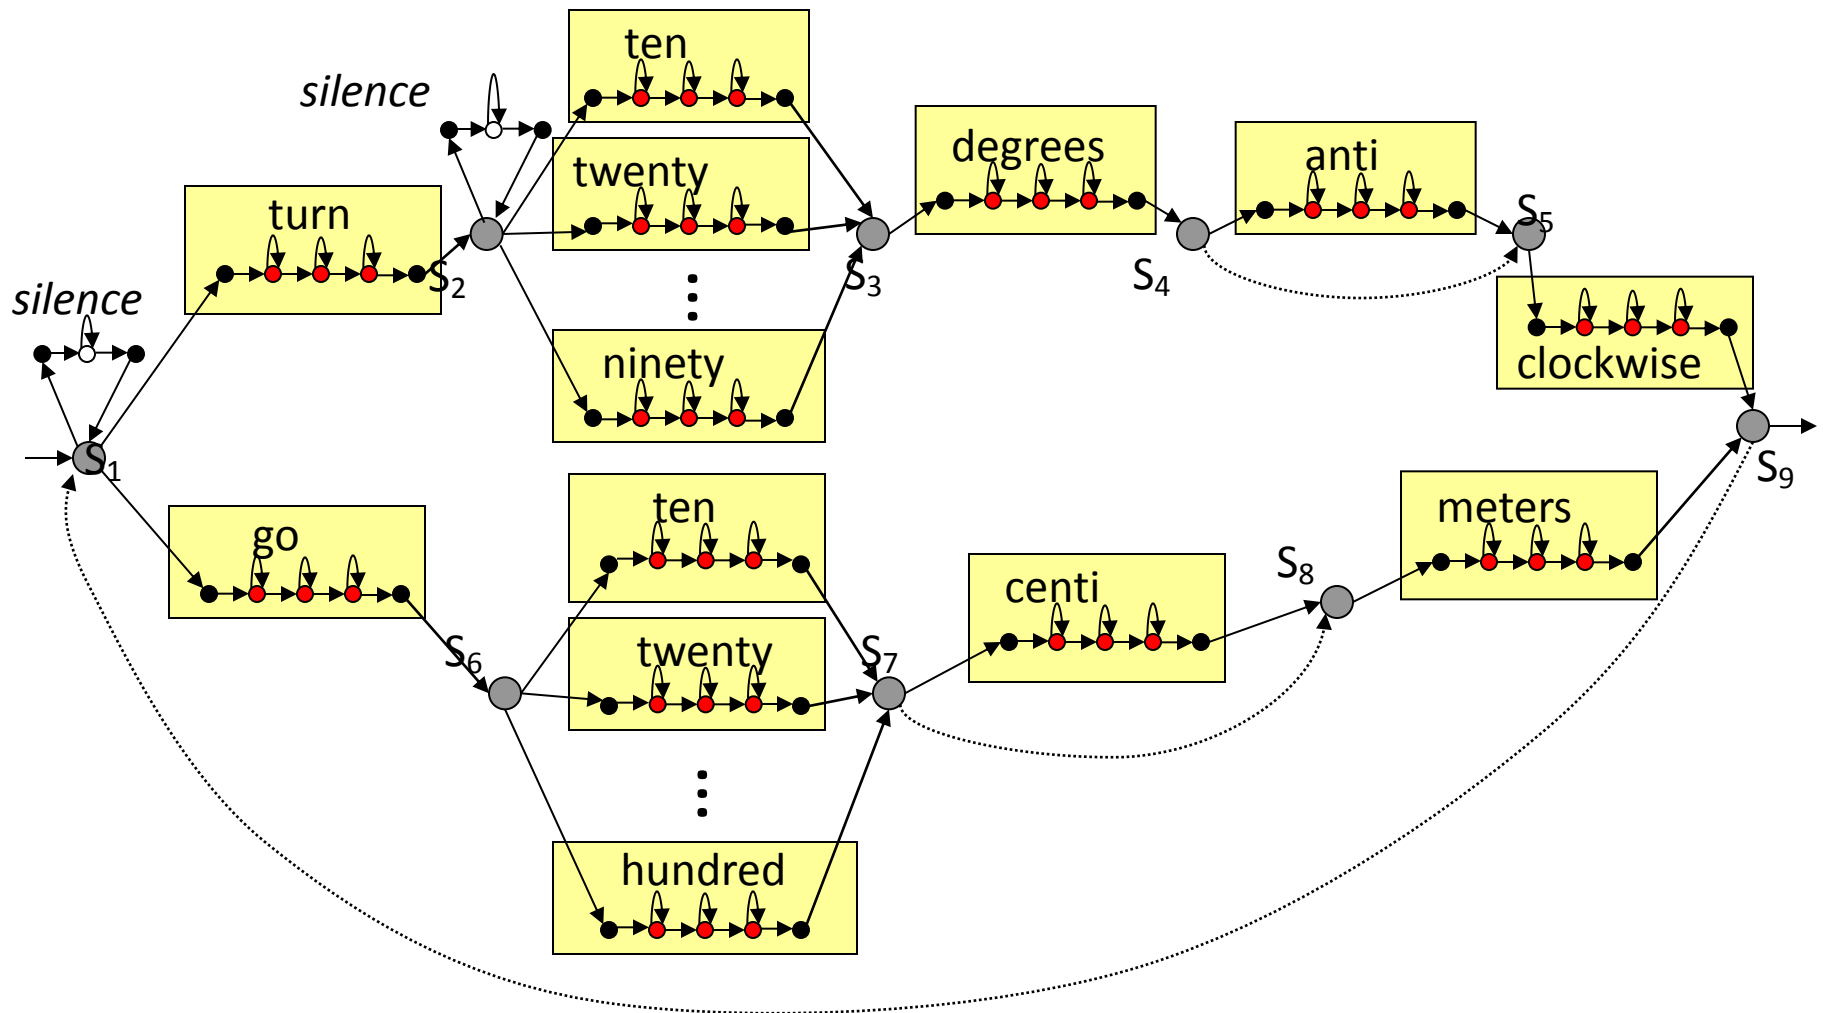 ten
silence
twenty
degrees
anti
turn
S5
S2
S3
S4
silence
ninety
clockwise
S1
S9
ten
meters
go
S8
centi
S6
twenty
S7
hundred